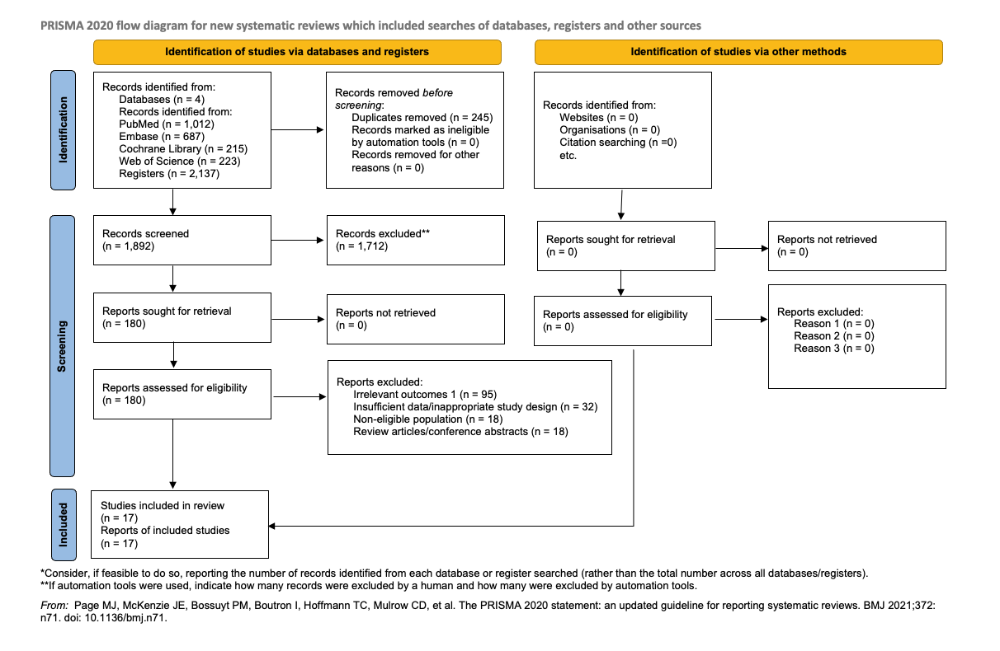 PRISMA 2020 flow diagram for new systematic reviews which included searches of databases, registers and other sources
Identification of studies via databases and registers
Identification of studies via other methods
Identification
Records identified from:
Databases (n = 4)
Records identified from:
PubMed (n = 1,012)
Embase (n = 687)
Cochrane Library (n = 215)
Web of Science (n = 223)
Registers (n = 2,137)
Records removed before
screening:
Duplicates removed (n = 245)
Records marked as ineligible
by automation tools (n = 0)
Records removed for other
reasons (n = 0)
Records identified from:
Websites (n = 0)
Organisations (n = 0)
Citation searching (n =0)
etc.
Screening
Records screened
(n = 1,892)
Records excluded**
(n = 1,712)
Reports sought for retrieval
(n = 0)
Reports not retrieved
(n = 0)
Reports sought for retrieval
(n = 180)
Reports not retrieved
(n = 0)
Reports assessed for eligibility
(n = 0)
Reports excluded:
Reason 1 (n = 0)
Reason 2 (n = 0)
Reason 3 (n = 0)
Reports assessed for eligibility
(n = 180)
Reports excluded:
Irrelevant outcomes 1 (n = 95)
Insufficient data/inappropriate study design (n = 32)
Non-eligible population (n = 18)
Review articles/conference abstracts (n = 18)
Included
Studies included in review
(n = 17)
Reports of included studies
(n = 17)
*Consider, if feasible to do so, reporting the number of records identified from each database or register searched (rather than the total number across all databases/registers).
**If automation tools were used, indicate how many records were excluded by a human and how many were excluded by automation tools.
From: Page MJ, McKenzie JE, Bossuyt PM, Boutron I, Hoffmann TC, Mulrow CD, et al. The PRISMA 2020 statement: an updated guideline for reporting systematic reviews. BMJ 2021;372:
n71. doi: 10.1136/bmj.n71.